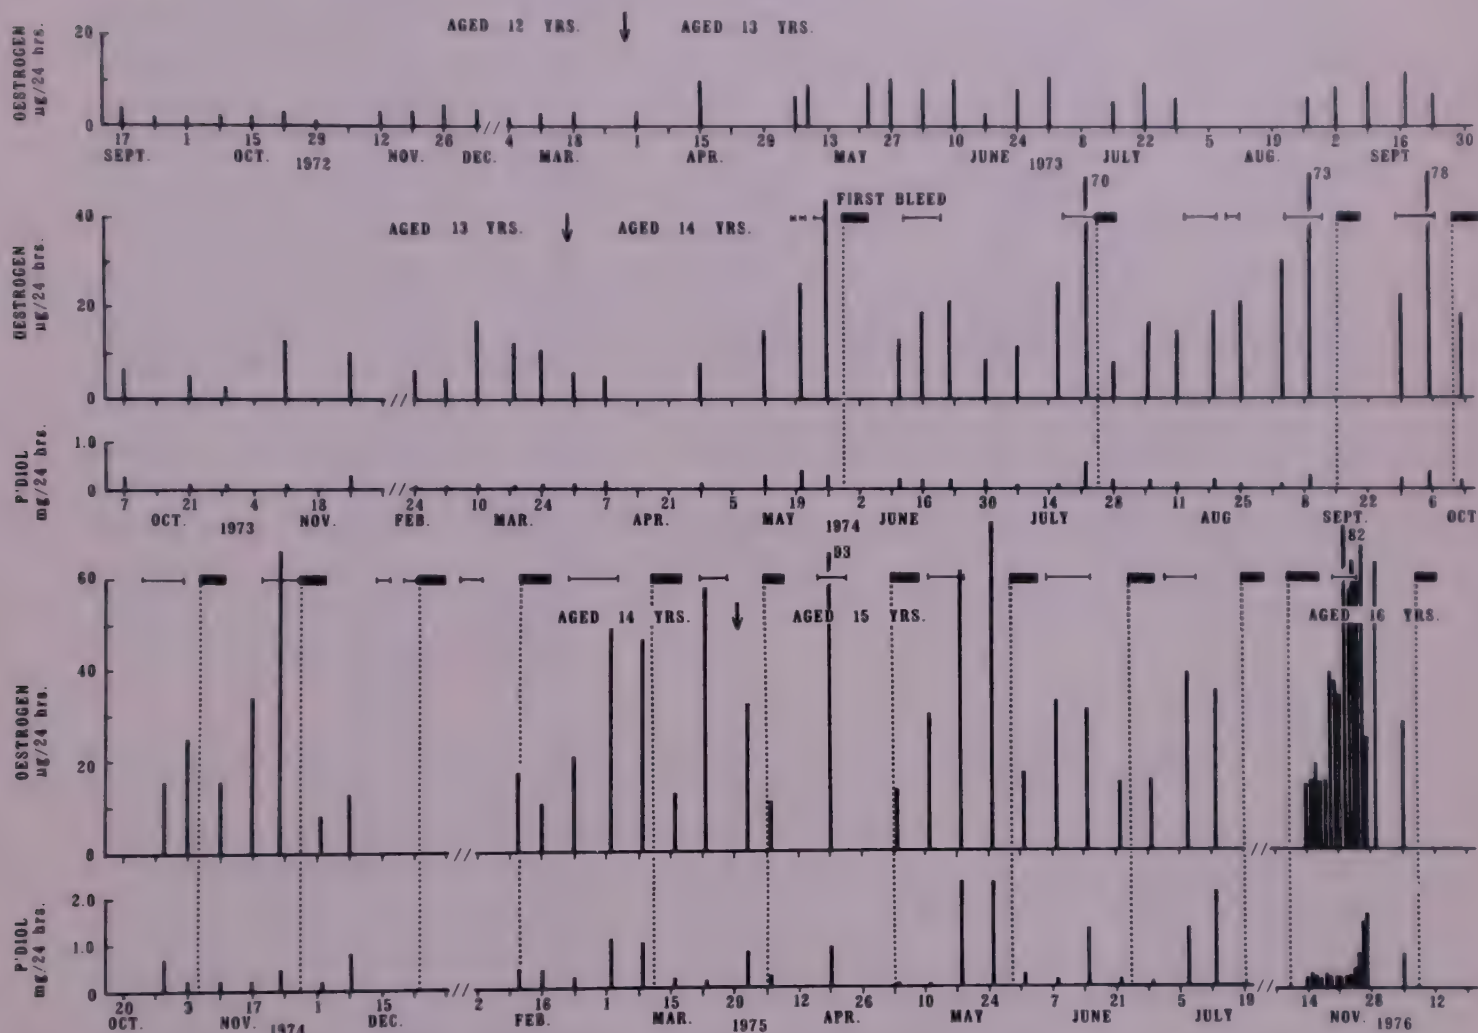 AGED 12 YRS. AGED 13 YRS.
OESTROGEN
µg/24 hrs.
20
0
17 1 15 29 12 26 4 18 1 15 29 13 27 10 24 8 22 5 19 2 16 30
SEPT. OCT. 1972 NOV. DEC. MAR. APR. MAY JUNE 1973 JULY AUG. SEPT
70 73 78
FIRST BLEED
AGED 13 YRS. AGED 14 YRS.
OESTROGEN
µg/24 hrs.
40
20
0
P'DIOL
mg/24 hrs.
1.0
0
7 21 4 18 24 10 24 7 21 5 19 2 16 30 14 28 11 25 8 22 6
OCT. 1973 NOV. FEB. MAR. APR. MAY 1974 JUNE JULY AUG SEPT. OCT
93 82
AGED 14 YRS. AGED 15 YRS. AGED 16 YRS.
OESTROGEN
µg/24 hrs.
60
40
20
0
P'DIOL
mg/24 hrs.
2.0
1.0
0
20 3 17 1 15 2 16 1 15 29 12 26 10 24 7 21 5 19 14 28 12
OCT. NOV. 1974 DEC. FEB. MAR. 1975 APR. MAY JUNE JULY NOV. 1976